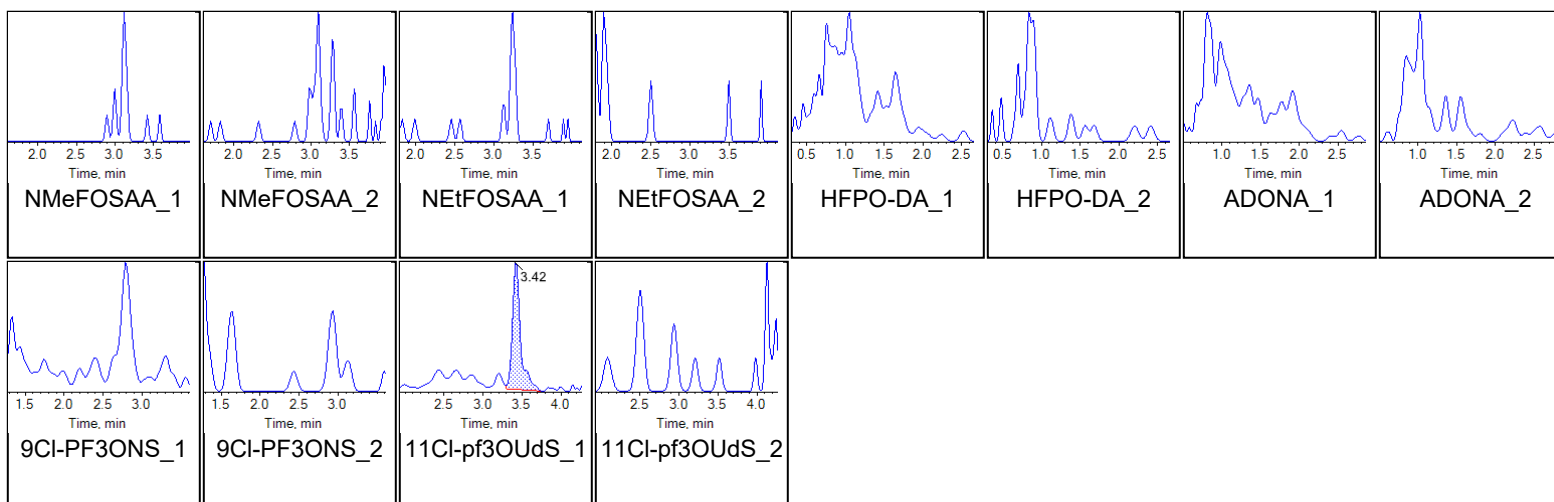 2.0 2.5 3.0 3.5
Time, min
NMeFOSAA_1
2.0 2.5 3.0 3.5
Time, min
NMeFOSAA_2
2.0 2.5 3.0 3.5
Time, min
NEtFOSAA_1
2.0 2.5 3.0 3.5
Time, min
NEtFOSAA_2
0.5 1.0 1.5 2.0 2.5
Time, min
HFPO-DA_1
0.5 1.0 1.5 2.0 2.5
Time, min
HFPO-DA_2
1.0 1.5 2.0 2.5
Time, min
ADONA_1
1.0 1.5 2.0 2.5
Time, min
ADONA_2
1.5 2.0 2.5 3.0
Time, min
9Cl-PF3ONS_1
1.5 2.0 2.5 3.0
Time, min
9Cl-PF3ONS_2
3.42
2.5 3.0 3.5 4.0
Time, min
11Cl-pf3OUdS_1
2.5 3.0 3.5 4.0
Time, min
11Cl-pf3OUdS_2